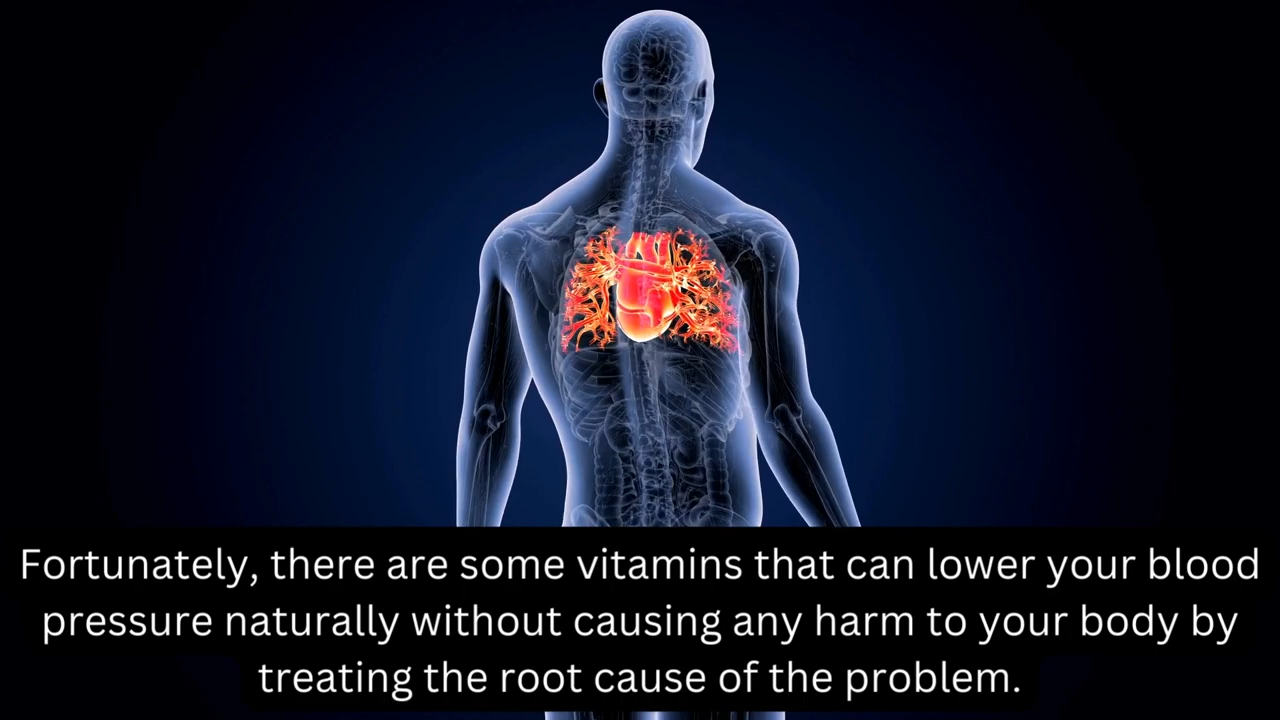 Fortunately, there are some vitamins that can lower your blood
pressure naturally without causing any harm to your body by
treating the root cause of the problem.